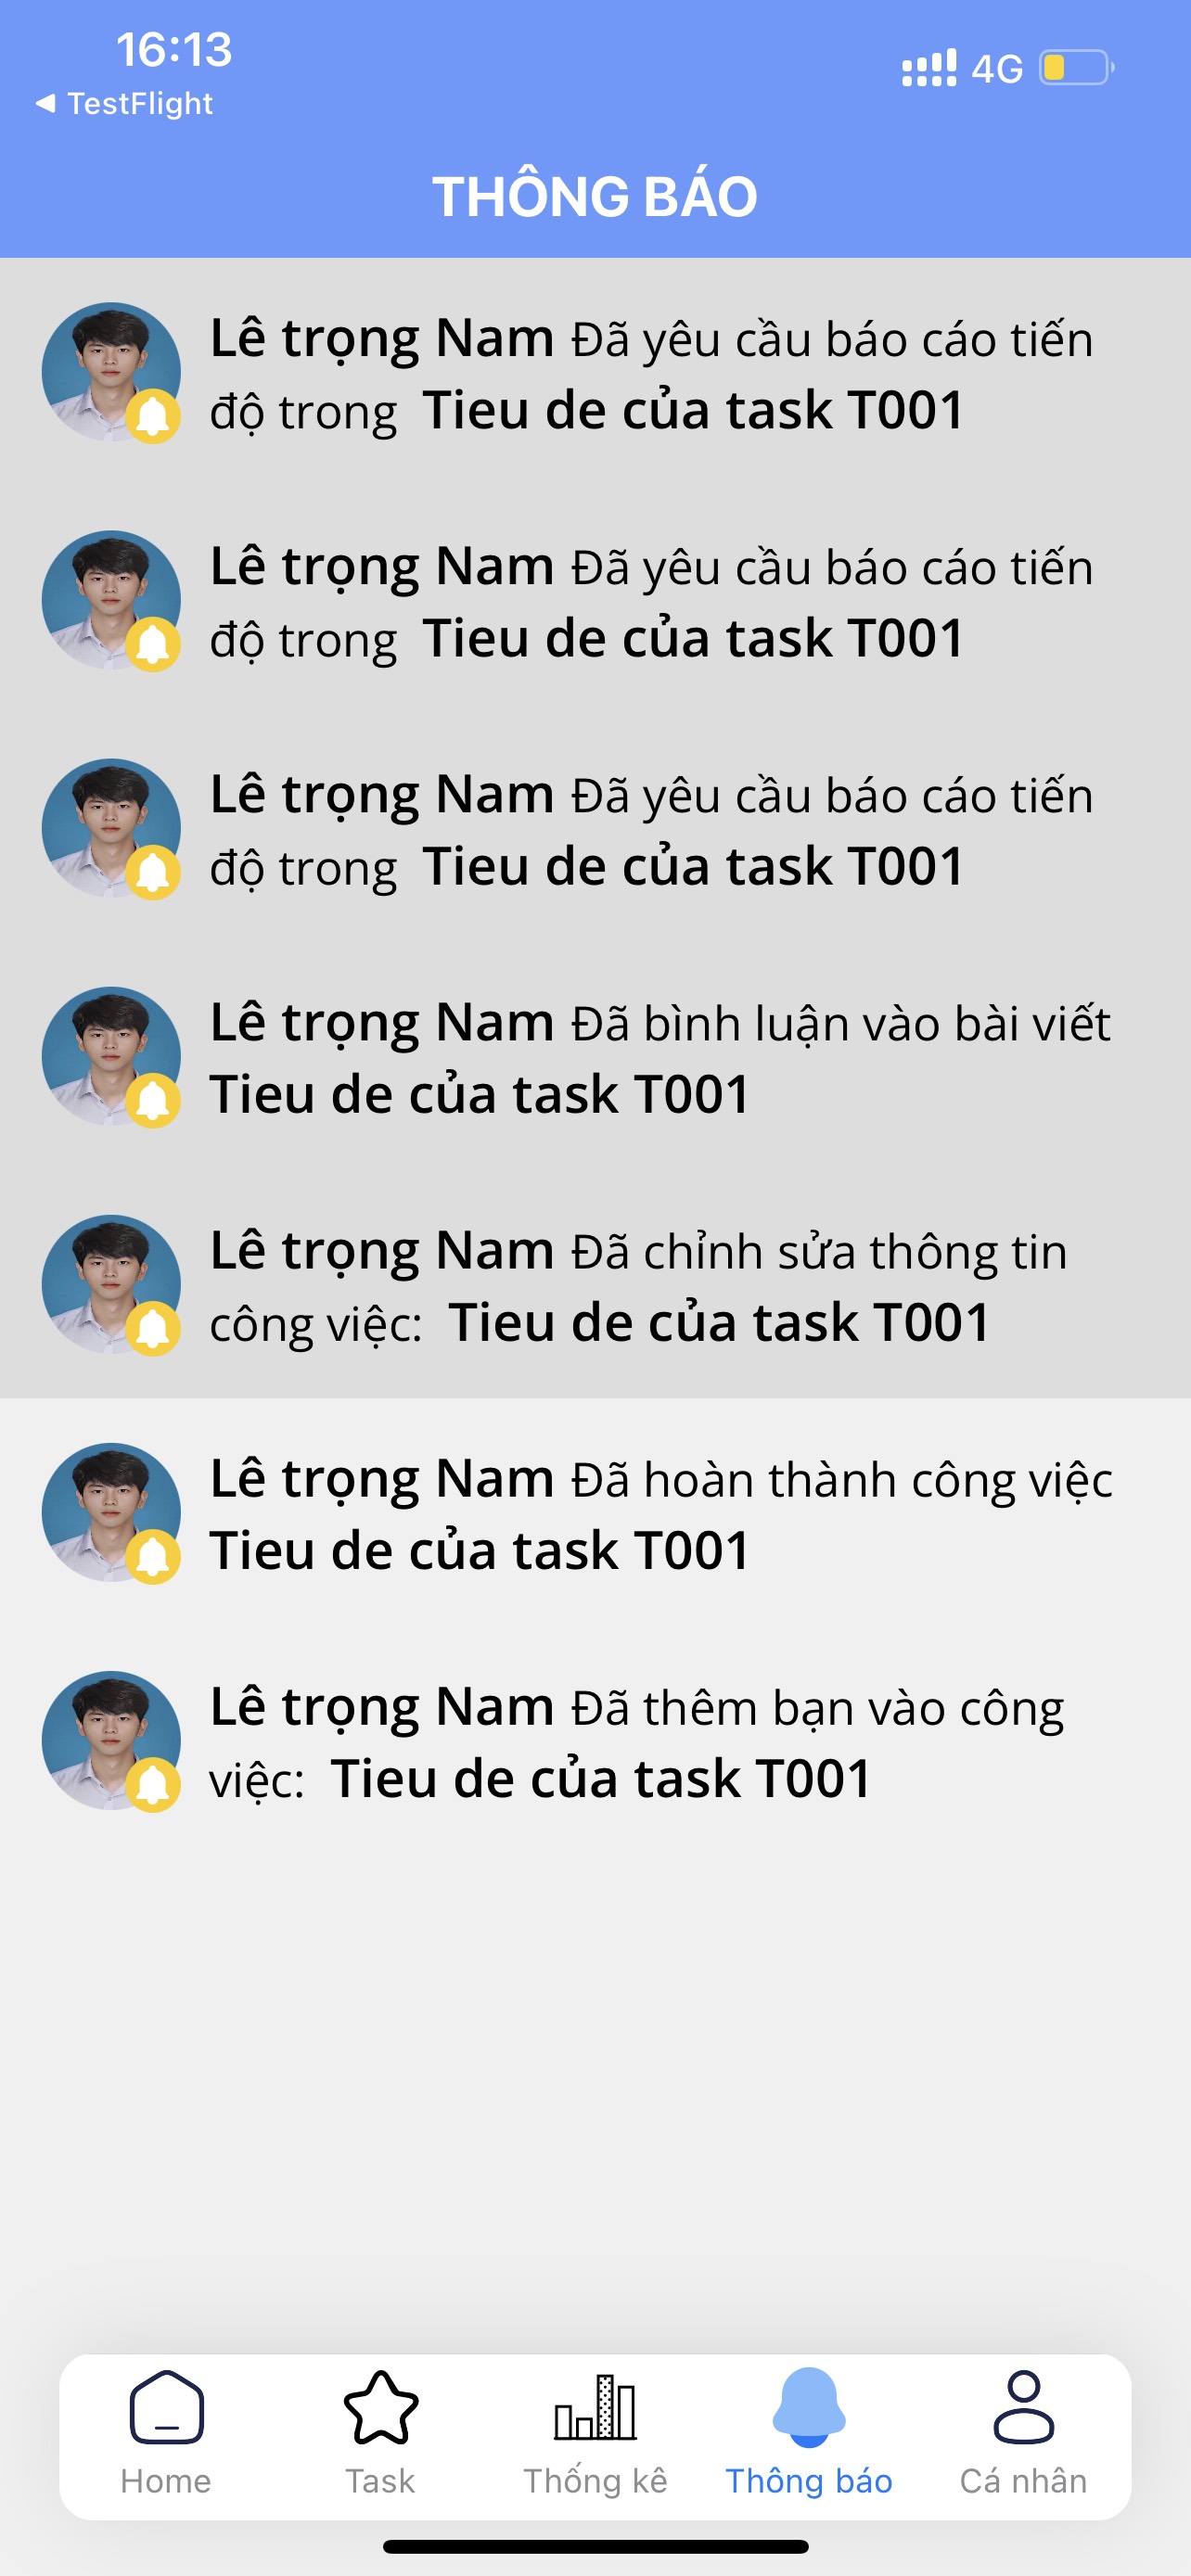 16:13
4G
◀ TestFlight
THÔNG BÁO
Lê trọng Nam Đã yêu cầu báo cáo tiến
độ trong Tieu de của task T001
Lê trọng Nam Đã yêu cầu báo cáo tiến
độ trong Tieu de của task T001
Lê trọng Nam Đã yêu cầu báo cáo tiến
độ trong Tieu de của task T001
Lê trọng Nam Đã bình luận vào bài viết
Tieu de của task T001
Lê trọng Nam Đã chỉnh sửa thông tin
công việc: Tieu de của task T001
Lê trọng Nam Đã hoàn thành công việc
Tieu de của task T001
Lê trọng Nam Đã thêm bạn vào công
việc: Tieu de của task T001
Home
Task
Thống kê
Thông báo
Cá nhân